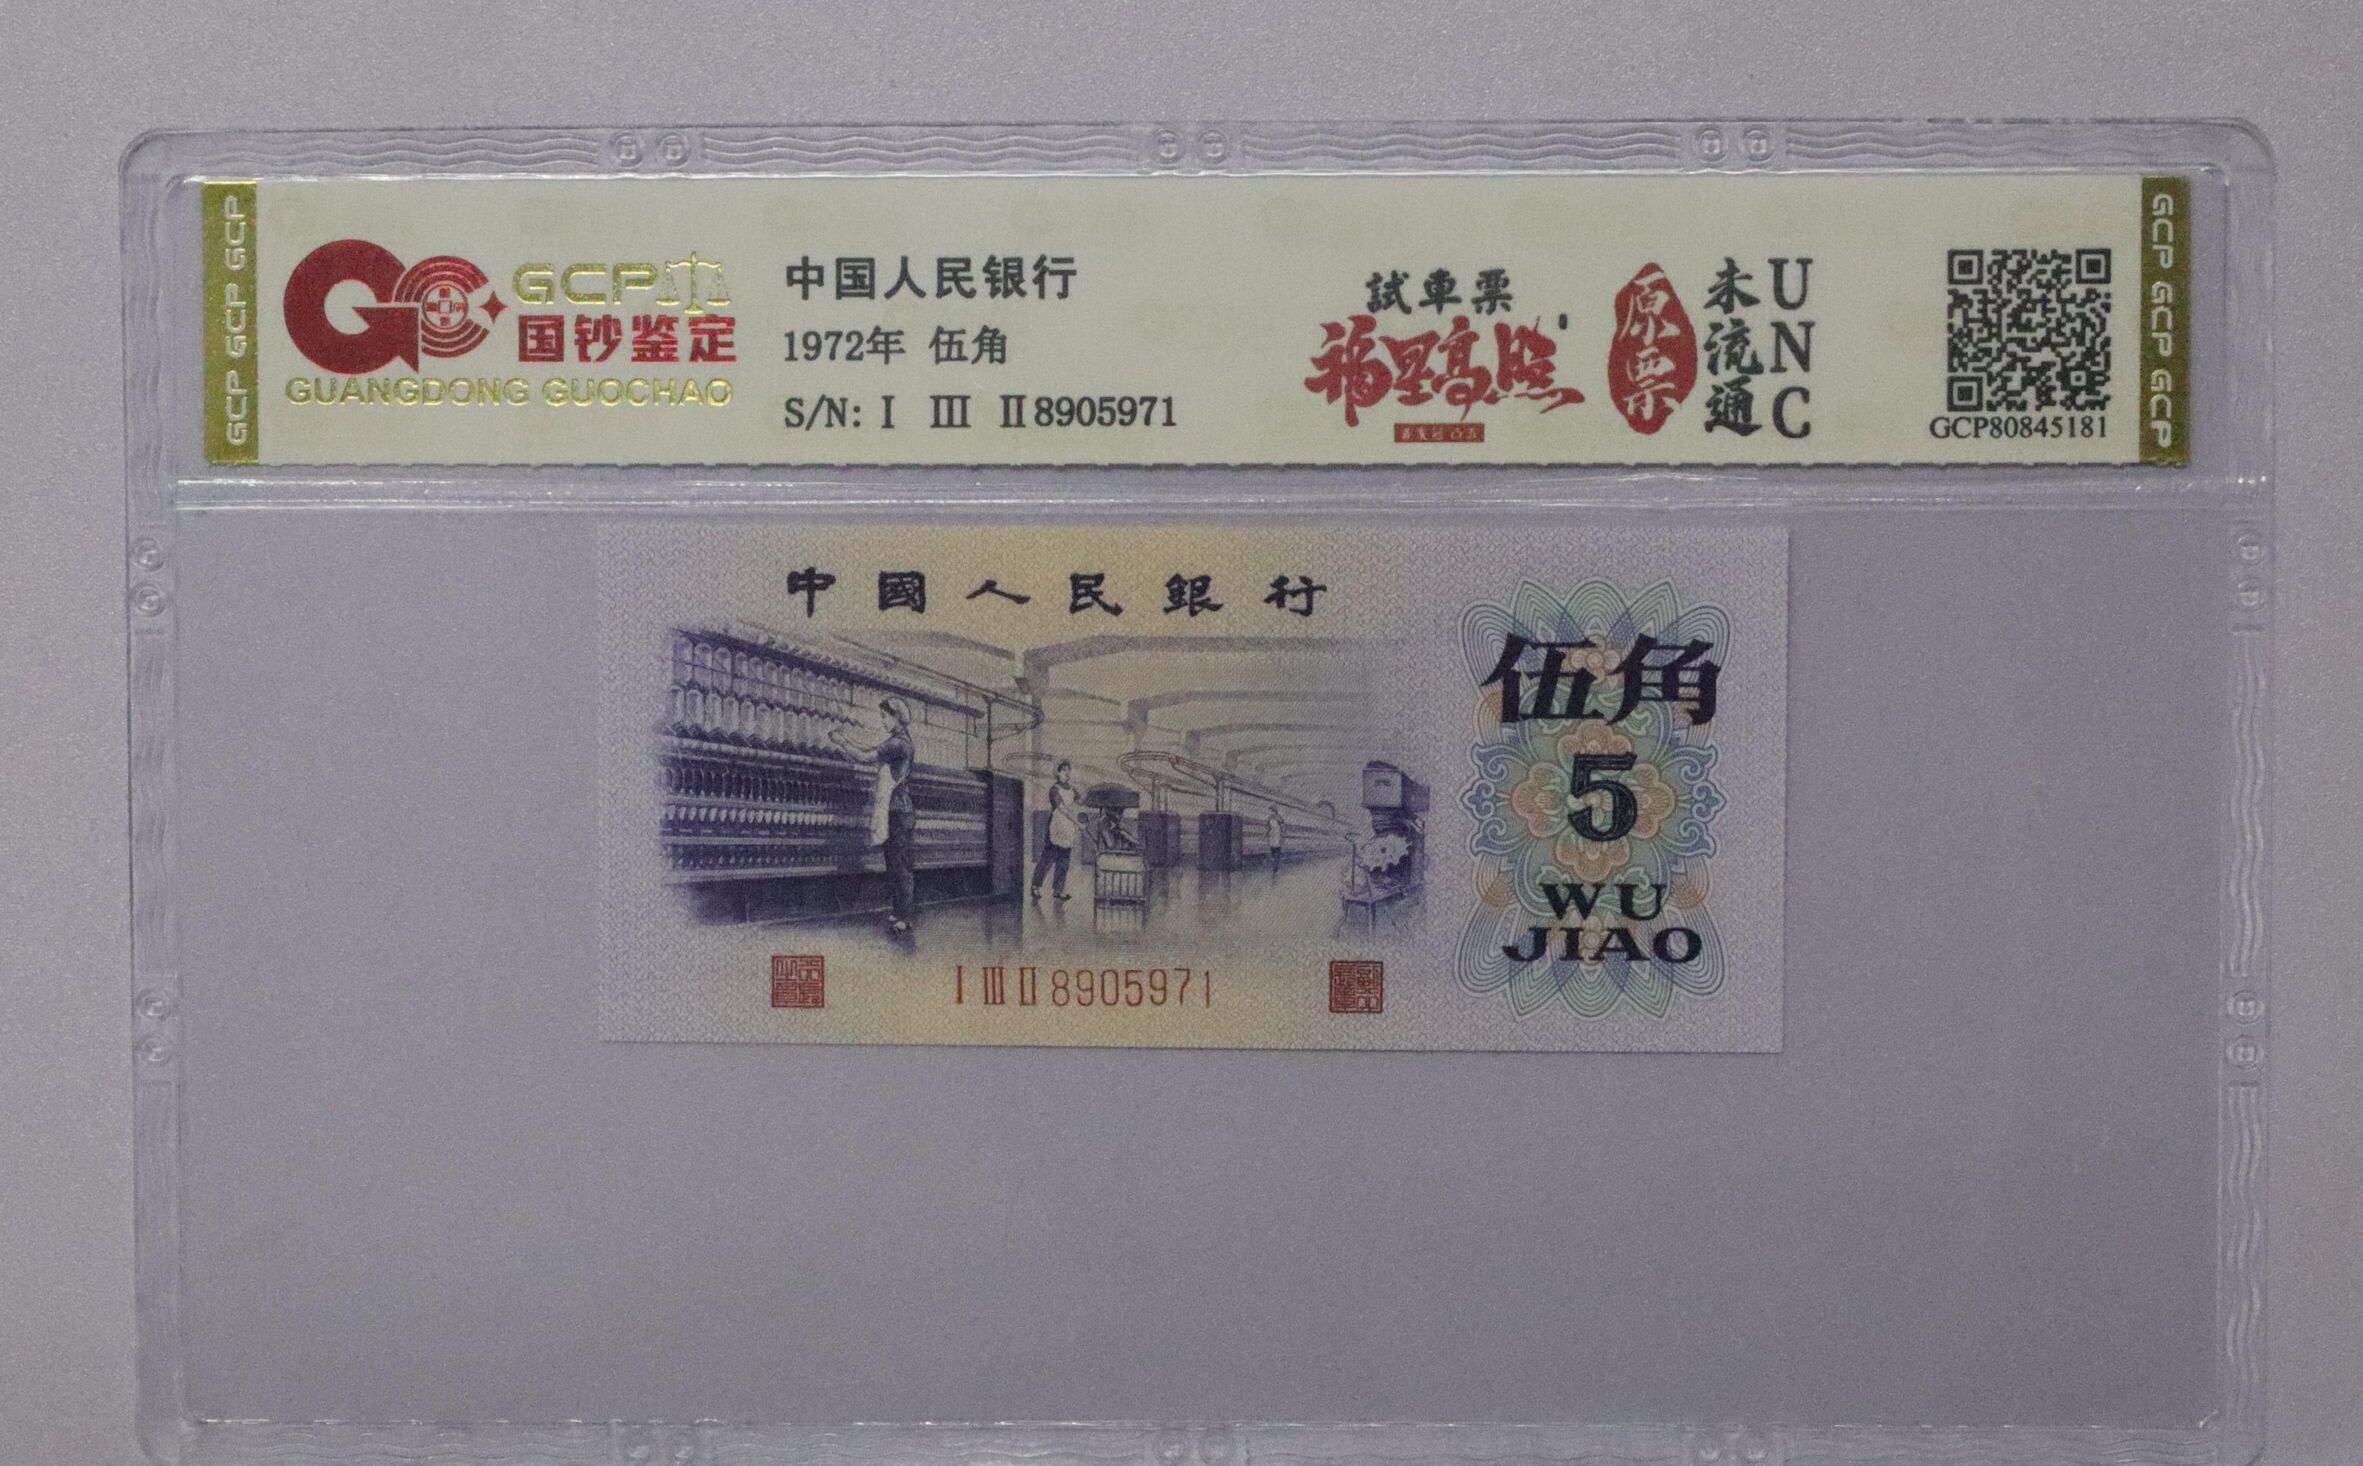 GCP GCP GCP
GCP
国钞鉴定
GUANGDONG GUOCHAO
中国人民银行
1972年 伍角
S/N: I III II8905971
試車票
福星高照
原票
未流通
UNC
GCP80845181
GCP GCP GCP
中國人民銀行
伍角
5
WU
JIAO
I III II 8905971